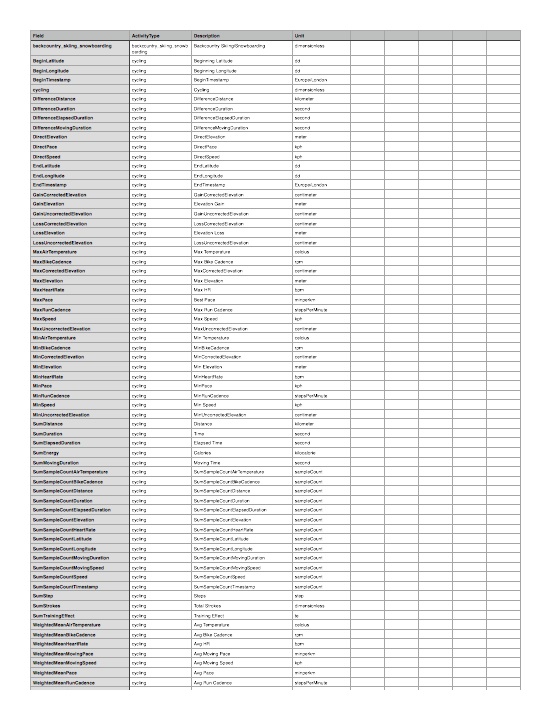 Field ActivityType Description Unit
backcountry_skiing_snowboarding backcountry_skiing_snowb Backcountry Skiing/Snowboarding dimensionless
oarding
BeginLatitude cycling Beginning Latitude dd
BeginLongitude cycling Beginning Longitude dd
BeginTimestamp cycling BeginTimestamp Europe/London
cycling cycling Cycling dimensionless
DifferenceDistance cycling DifferenceDistance kilometer
DifferenceDuration cycling DifferenceDuration second
DifferenceElapsedDuration cycling DifferenceElapsedDuration second
DifferenceMovingDuration cycling DifferenceMovingDuration second
DirectElevation cycling DirectElevation meter
DirectPace cycling DirectPace kph
DirectSpeed cycling DirectSpeed kph
EndLatitude cycling EndLatitude dd
EndLongitude cycling EndLongitude dd
EndTimestamp cycling EndTimestamp Europe/London
GainCorrectedElevation cycling GainCorrectedElevation centimeter
GainElevation cycling Elevation Gain meter
GainUncorrectedElevation cycling GainUncorrectedElevation centimeter
LossCorrectedElevation cycling LossCorrectedElevation centimeter
LossElevation cycling Elevation Loss meter
LossUncorrectedElevation cycling LossUncorrectedElevation centimeter
MaxAirTemperature cycling Max Temperature celcius
MaxBikeCadence cycling Max Bike Cadence rpm
MaxCorrectedElevation cycling MaxCorrectedElevation centimeter
MaxElevation cycling Max Elevation meter
MaxHeartRate cycling Max HR bpm
MaxPace cycling Best Pace minperkm
MaxRunCadence cycling Max Run Cadence stepsPerMinute
MaxSpeed cycling Max Speed kph
MaxUncorrectedElevation cycling MaxUncorrectedElevation centimeter
MinAirTemperature cycling Min Temperature celcius
MinBikeCadence cycling MinBikeCadence rpm
MinCorrectedElevation cycling MinCorrectedElevation centimeter
MinElevation cycling Min Elevation meter
MinHeartRate cycling MinHeartRate bpm
MinPace cycling MinPace kph
MinRunCadence cycling MinRunCadence stepsPerMinute
MinSpeed cycling Min Speed kph
MinUncorrectedElevation cycling MinUncorrectedElevation centimeter
SumDistance cycling Distance kilometer
SumDuration cycling Time second
SumElapsedDuration cycling Elapsed Time second
SumEnergy cycling Calories kilocalorie
SumMovingDuration cycling Moving Time second
SumSampleCountAirTemperature cycling SumSampleCountAirTemperature sampleCount
SumSampleCountBikeCadence cycling SumSampleCountBikeCadence sampleCount
SumSampleCountDistance cycling SumSampleCountDistance sampleCount
SumSampleCountDuration cycling SumSampleCountDuration sampleCount
SumSampleCountElapsedDuration cycling SumSampleCountElapsedDuration sampleCount
SumSampleCountElevation cycling SumSampleCountElevation sampleCount
SumSampleCountHeartRate cycling SumSampleCountHeartRate sampleCount
SumSampleCountLatitude cycling SumSampleCountLatitude sampleCount
SumSampleCountLongitude cycling SumSampleCountLongitude sampleCount
SumSampleCountMovingDuration cycling SumSampleCountMovingDuration sampleCount
SumSampleCountMovingSpeed cycling SumSampleCountMovingSpeed sampleCount
SumSampleCountSpeed cycling SumSampleCountSpeed sampleCount
SumSampleCountTimestamp cycling SumSampleCountTimestamp sampleCount
SumStep cycling Steps step
SumStrokes cycling Total Strokes dimensionless
SumTrainingEffect cycling Training Effect te
WeightedMeanAirTemperature cycling Avg Temperature celcius
WeightedMeanBikeCadence cycling Avg Bike Cadence rpm
WeightedMeanHeartRate cycling Avg HR bpm
WeightedMeanMovingPace cycling Avg Moving Pace minperkm
WeightedMeanMovingSpeed cycling Avg Moving Speed kph
WeightedMeanPace cycling Avg Pace minperkm
WeightedMeanRunCadence cycling Avg Run Cadence stepsPerMinute